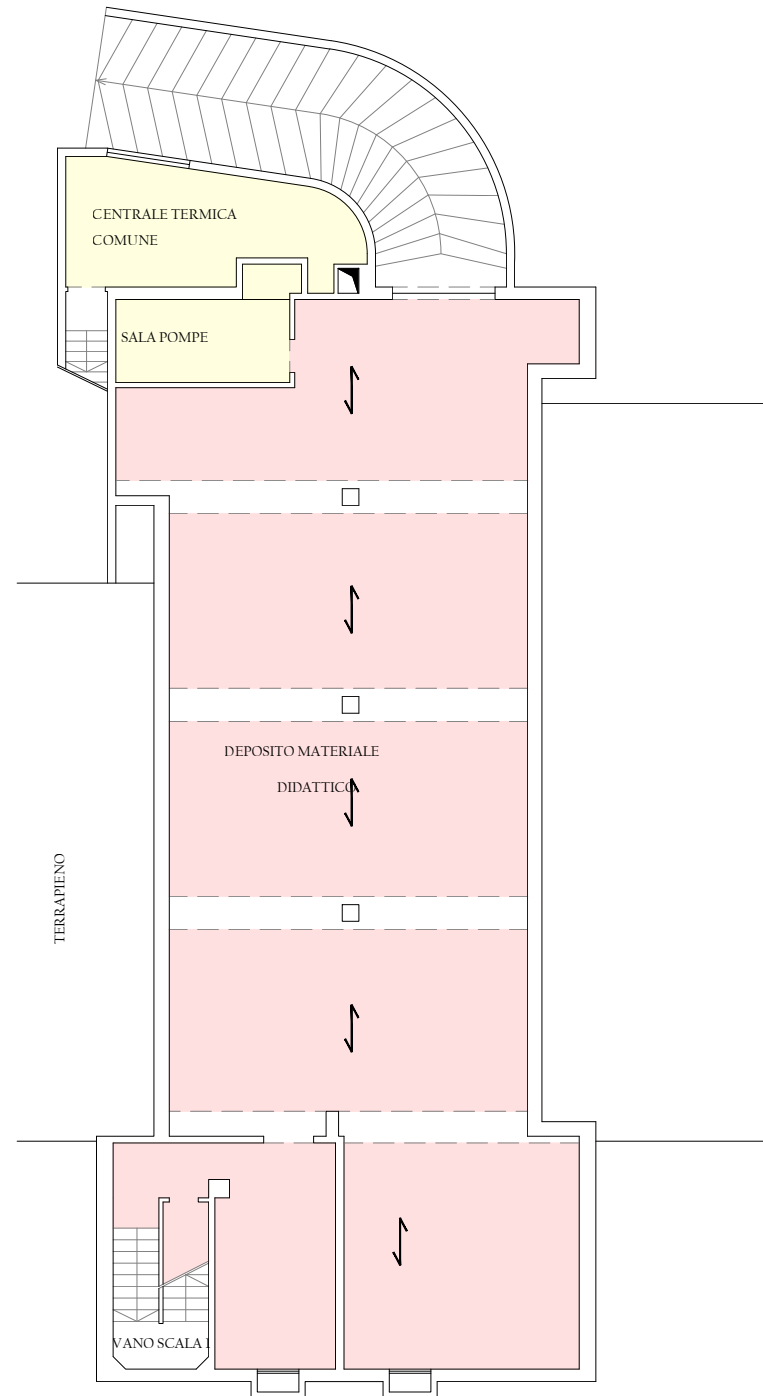 CENTRALE TERMICA
COMUNE
SALA POMPE
DEPOSITO MATERIALE
DIDATTICO
TERRAPIENO
VANO SCALA